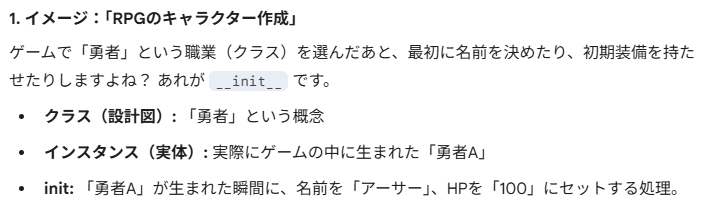 1. イメージ：「RPGのキャラクター作成」
ゲームで「勇者」という職業（クラス）を選んだあと、最初に名前を決めたり、初期装備を持た
せたりしますよね？ あれが __init__ です。
• クラス（設計図）：「勇者」という概念
• インスタンス（実体）：実際にゲームの中に生まれた「勇者A」
• init: 「勇者A」が生まれた瞬間に、名前を「アーサー」、HPを「100」にセットする処理。